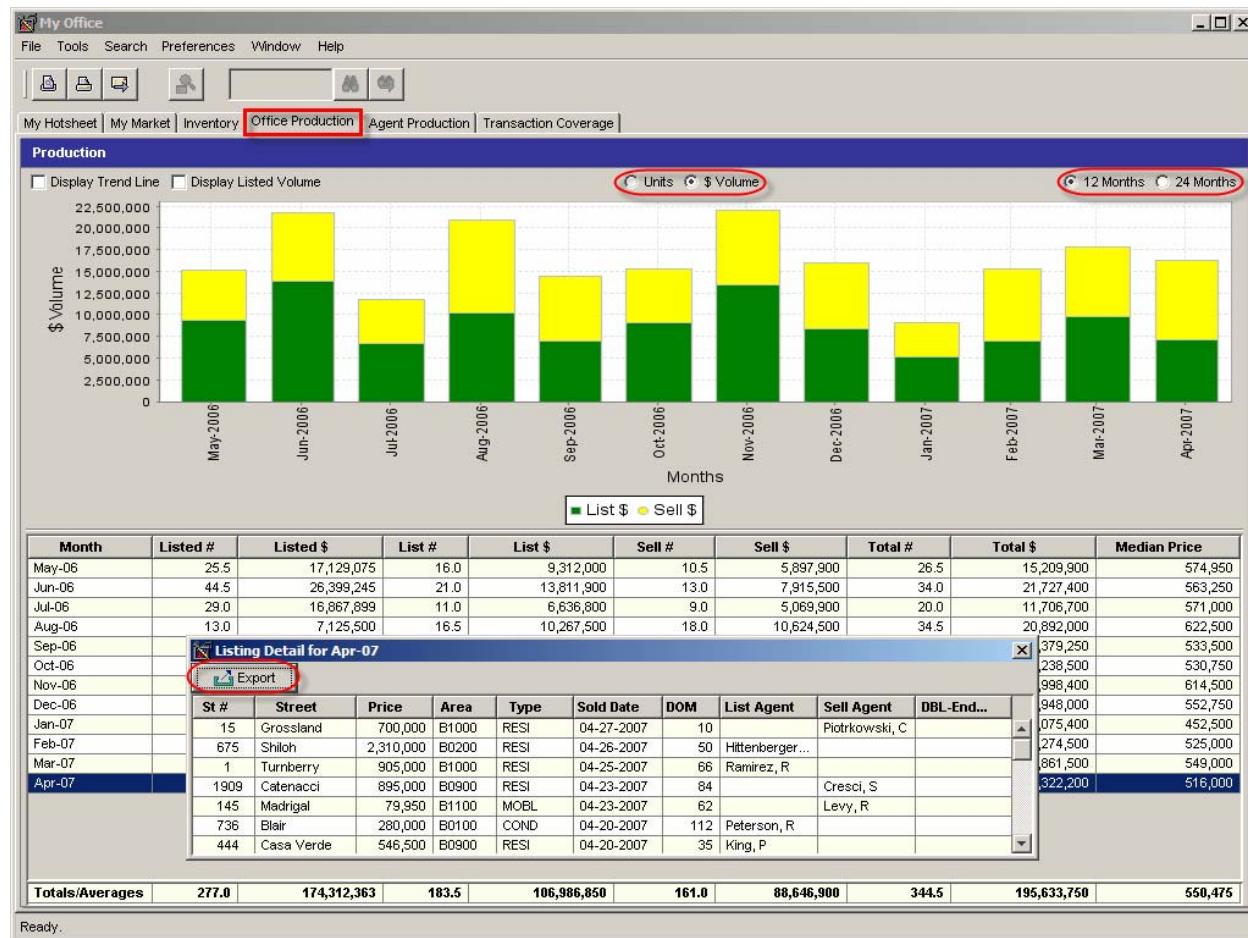 My Office
File Tools Search Preferences Window Help
My Hotsheet My Market Inventory Office Production Agent Production Transaction Coverage
Production
Display Trend Line Display Listed Volume Units $ Volume 12 Months 24 Months
22,500,000
20,000,000
17,500,000
15,000,000
12,500,000
10,000,000
7,500,000
5,000,000
2,500,000
0
$ Volume
May-2006 Jun-2006 Jul-2006 Aug-2006 Sep-2006 Oct-2006 Nov-2006 Dec-2006 Jan-2007 Feb-2007 Mar-2007 Apr-2007
Months
List $ Sell $
Month Listed # Listed $ List # List $ Sell # Sell $ Total # Total $ Median Price
May-06 25.5 17,129,075 16.0 9,312,000 10.5 5,897,900 26.5 15,209,900 574,950
Jun-06 44.5 26,399,245 21.0 13,811,900 13.0 7,915,500 34.0 21,727,400 563,250
Jul-06 29.0 16,867,899 11.0 6,636,800 9.0 5,069,900 20.0 11,706,700 571,000
Aug-06 13.0 7,125,500 16.5 10,267,500 18.0 10,624,500 34.5 20,892,000 622,500
Sep-06 ,379,250 533,500
Oct-06 ,238,500 530,750
Nov-06 ,998,400 614,500
Dec-06 ,948,000 552,750
Jan-07 ,075,400 452,500
Feb-07 ,274,500 525,000
Mar-07 ,861,500 549,000
Apr-07 ,322,200 516,000
Listing Detail for Apr-07
Export
St # Street Price Area Type Sold Date DOM List Agent Sell Agent DBL-End...
15 Grossland 700,000 B1000 RESI 04-27-2007 10 Piotrkowski, C
675 Shiloh 2,310,000 B0200 RESI 04-26-2007 50 Hittenberger...
1 Turnberry 905,000 B1000 RESI 04-25-2007 66 Ramirez, R
1909 Catenacci 895,000 B0900 RESI 04-23-2007 84 Cresci, S
145 Madrigal 79,950 B1100 MOBL 04-23-2007 62 Levy, R
736 Blair 280,000 B0100 COND 04-20-2007 112 Peterson, R
444 Casa Verde 546,500 B0900 RESI 04-20-2007 35 King, P
Totals/Averages 277.0 174,312,363 183.5 106,986,850 161.0 88,646,900 344.5 195,633,750 550,475
Ready.